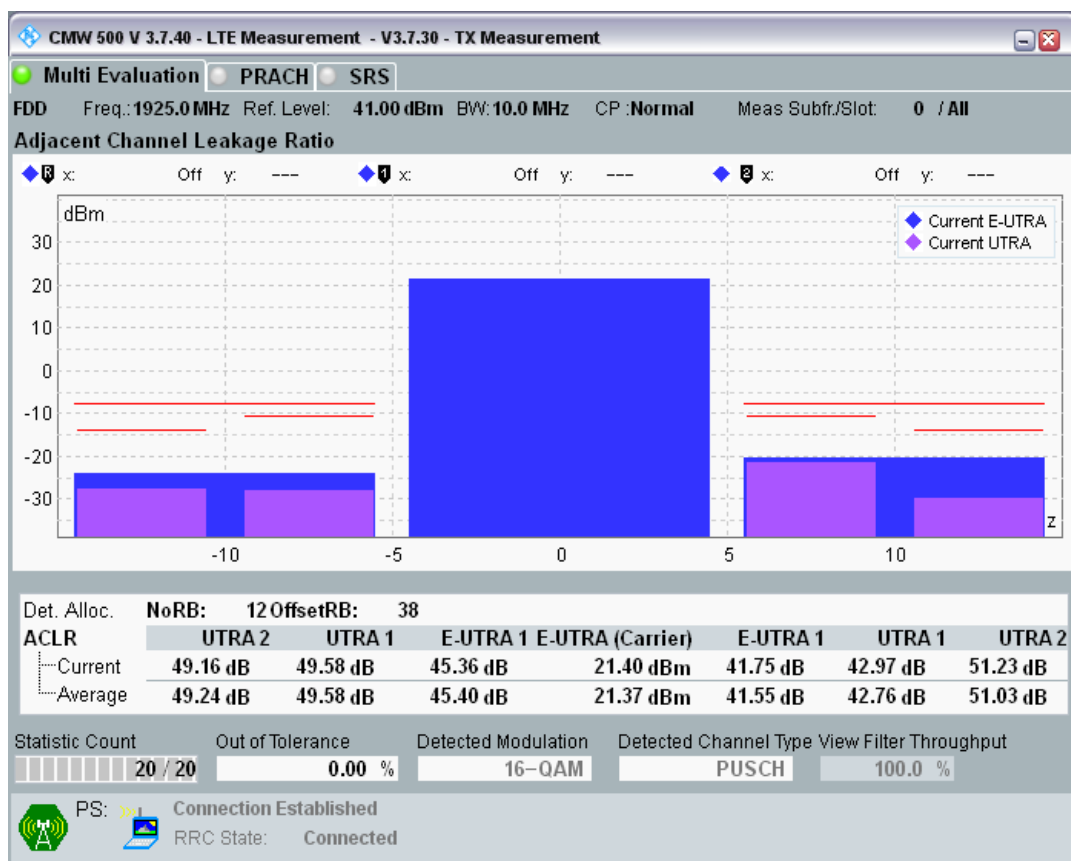 CMW 500 V 3.7.40 - LTE Measurement - V3.7.30 - TX Measurement
Multi Evaluation PRACH SRS
FDD Freq.: 1925.0 MHz Ref. Level: 41.00 dBm BW: 10.0 MHz CP :Normal Meas Subfr./Slot: 0 / All
Adjacent Channel Leakage Ratio
R x: Off y: --- 1 x: Off y: --- 2 x: Off y: ---
dBm
Current E-UTRA
Current UTRA
30
20
10
0
-10
-20
-30
z
-10 -5 0 5 10
Det. Alloc. NoRB: 12 OffsetRB: 38
ACLR UTRA 2 UTRA 1 E-UTRA 1 E-UTRA (Carrier) E-UTRA 1 UTRA 1 UTRA 2
Current 49.16 dB 49.58 dB 45.36 dB 21.40 dBm 41.75 dB 42.97 dB 51.23 dB
Average 49.24 dB 49.58 dB 45.40 dB 21.37 dBm 41.55 dB 42.76 dB 51.03 dB
Statistic Count Out of Tolerance Detected Modulation Detected Channel Type View Filter Throughput
20 / 20 0.00 % 16-QAM PUSCH 100.0 %
PS: Connection Established
RRC State: Connected